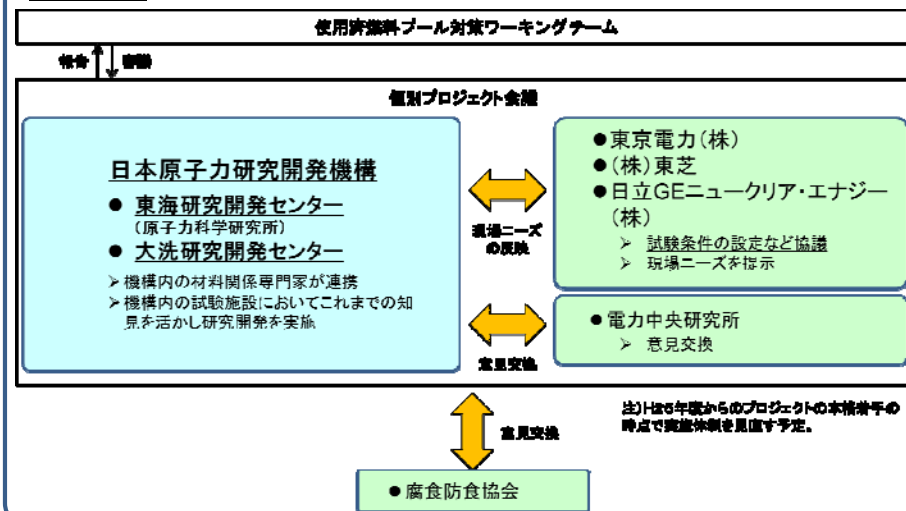 使用済燃料プール対策ワーキングチーム
報告
審議
個別プロジェクト会議
日本原子力研究開発機構
● 東海研究開発センター
(原子力科学研究所)
● 大洗研究開発センター
➢機構内の材料関係専門家が連携
➢機構内の試験施設においてこれまでの知
見を活かし研究開発を実施
現場ニーズ
の反映
意見交換
●東京電力(株)
●(株)東芝
●日立GEニュークリア・エナジー
(株)
➢ 試験条件の設定など協議
➢ 現場ニーズを提示
●電力中央研究所
➢ 意見交換
注)H25年度からのプロジェクトの本格着手の
時点で実施体制を見直す予定。
意見交換
●腐食防食協会